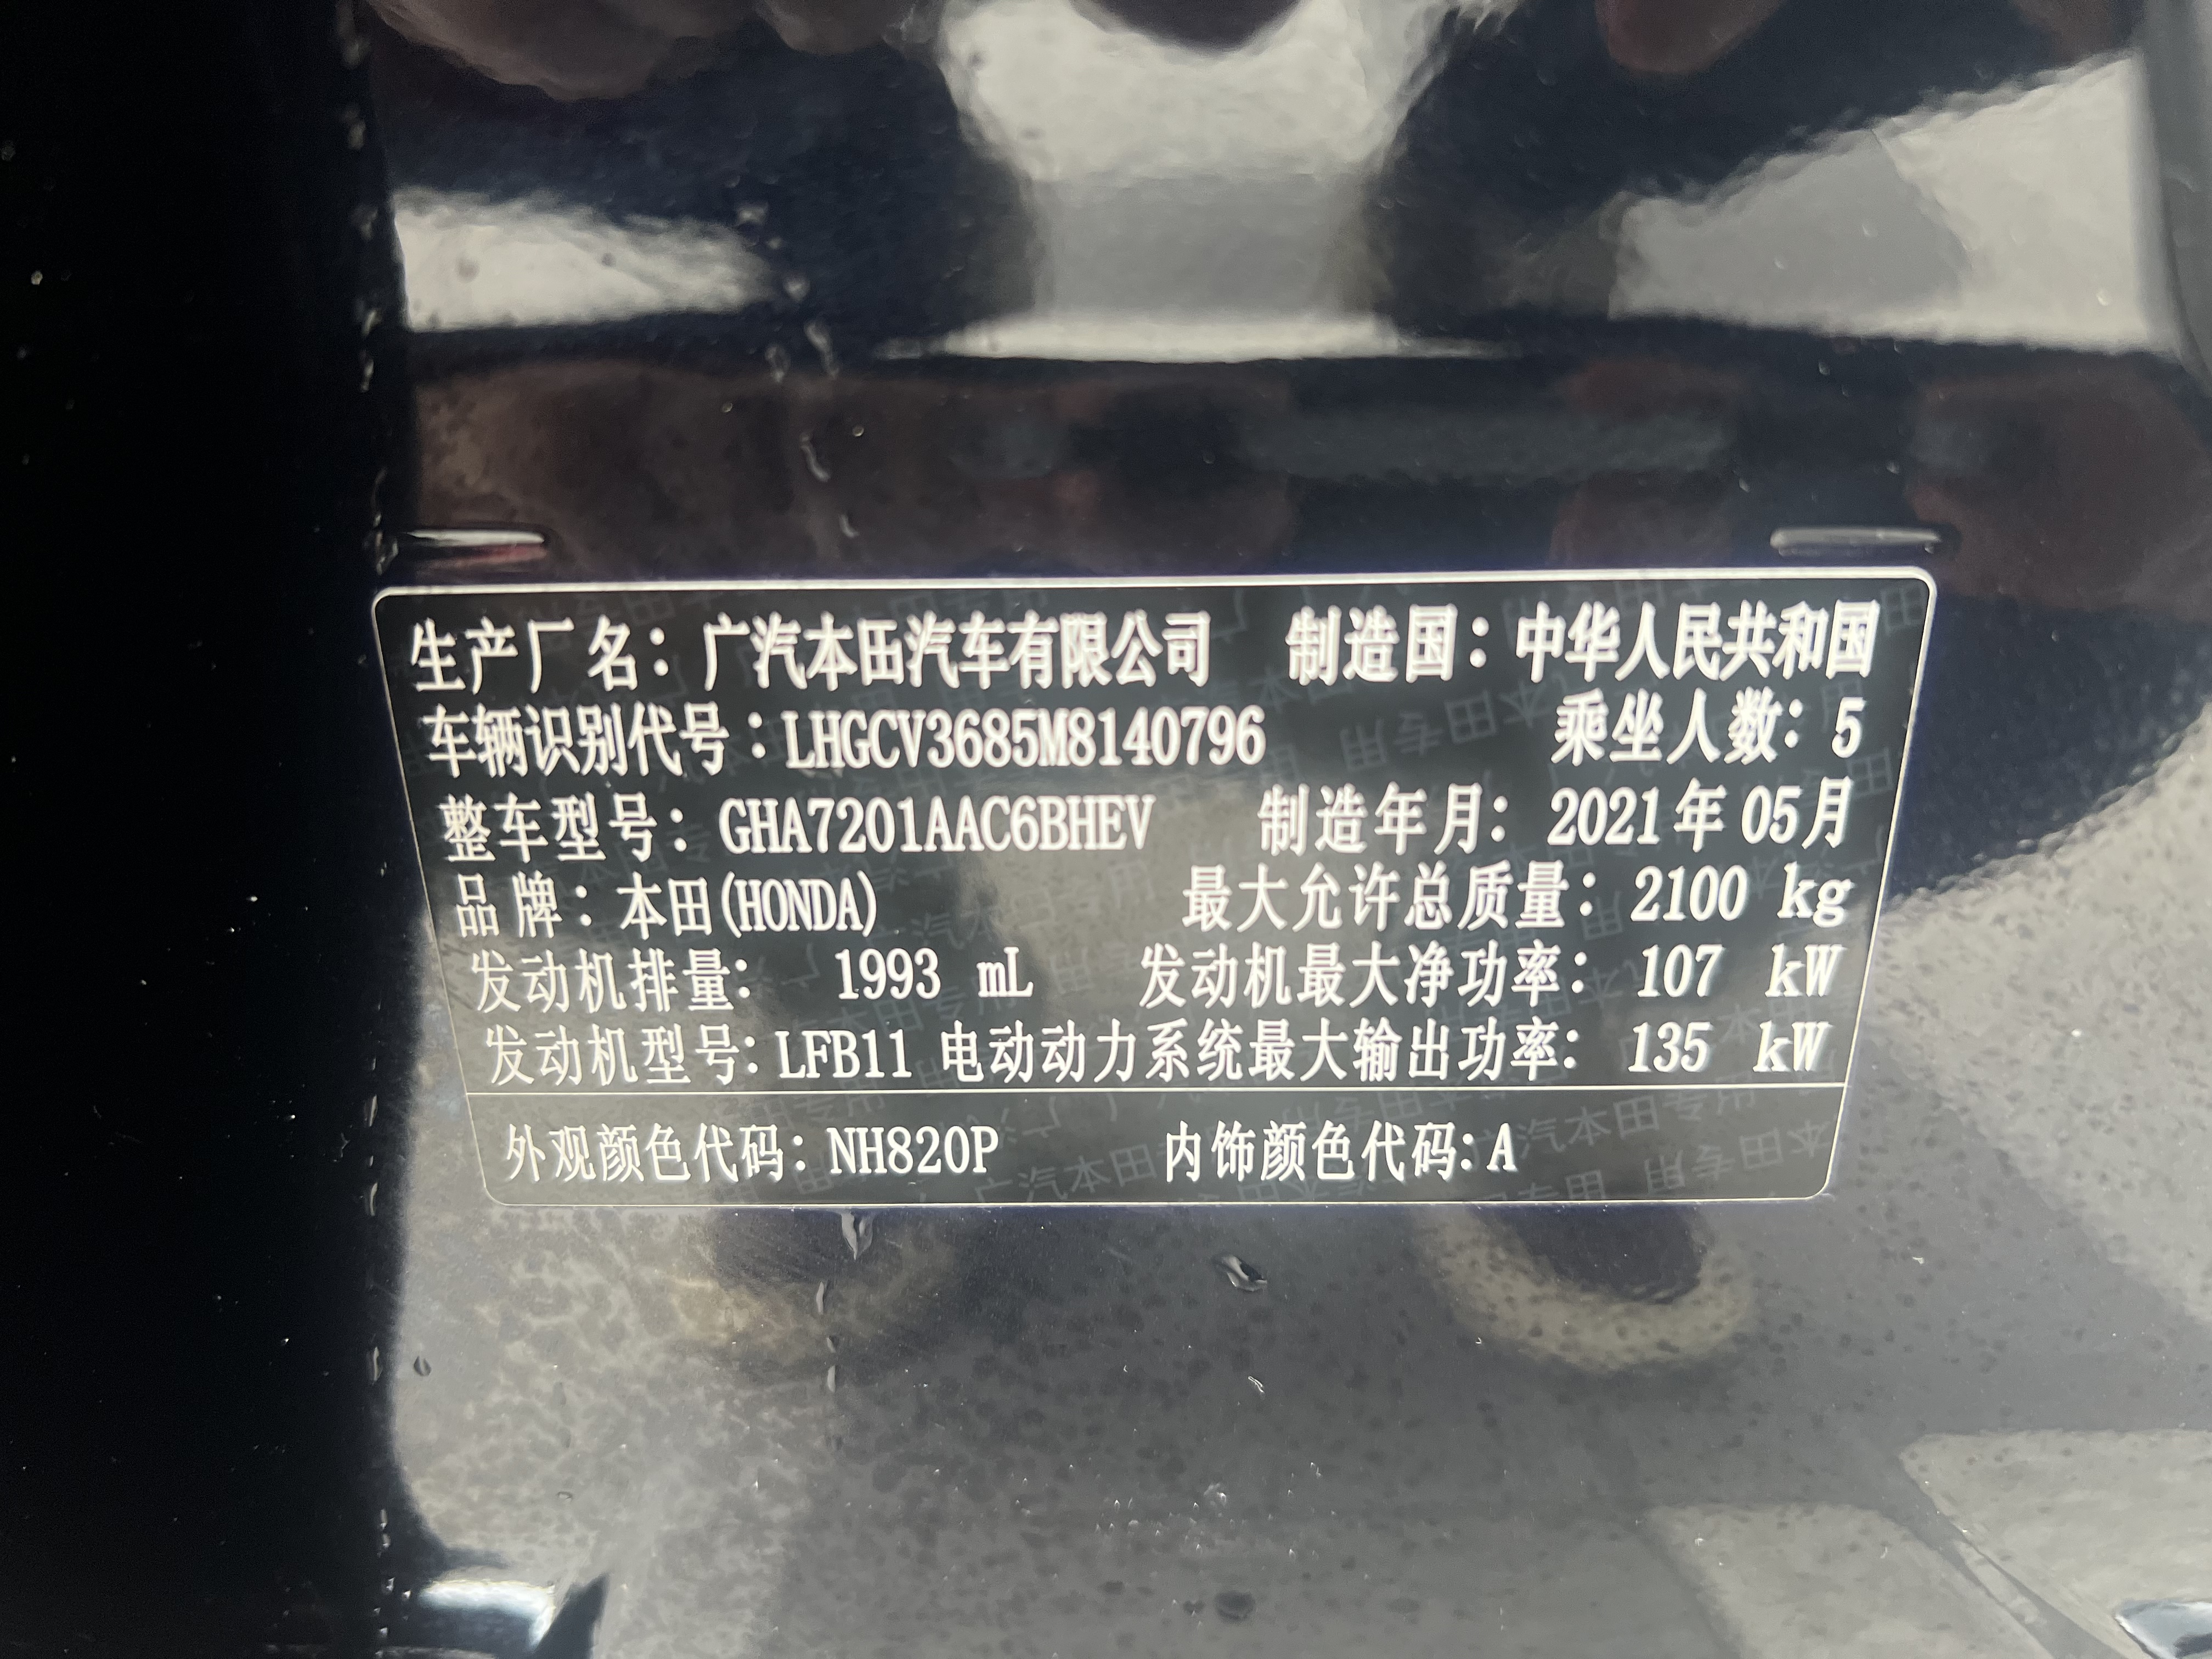 生产厂名：广汽本田汽车有限公司 制造国：中华人民共和国
车辆识别代号：LHGCV3685M8140796 乘坐人数：5
整车型号：GHA7201AAC6BHEV 制造年月：2021年05月
品牌：本田(HONDA) 最大允许总质量：2100 kg
发动机排量：1993 mL 发动机最大净功率：107 kW
发动机型号：LFB11 电动动力系统最大输出功率：135 kW
外观颜色代码：NH820P 内饰颜色代码：A